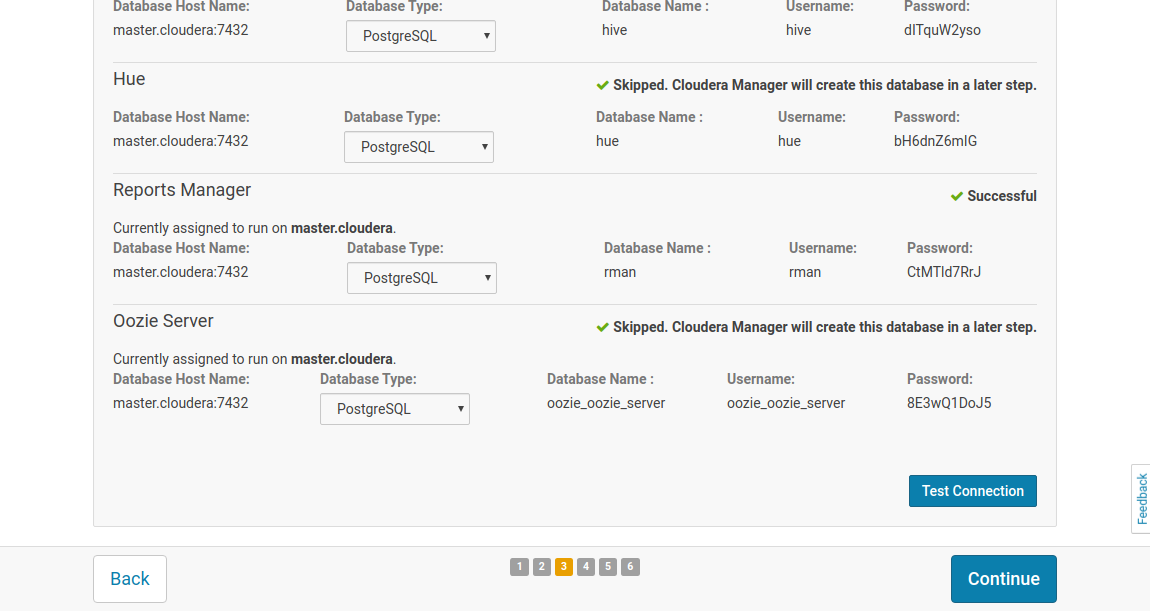 Database Host Name: Database Type: Database Name : Username: Password:
master.cloudera:7432 PostgreSQL hive hive dITquW2yso
Hue
Skipped. Cloudera Manager will create this database in a later step.
Database Host Name: Database Type: Database Name : Username: Password:
master.cloudera:7432 PostgreSQL hue hue bH6dnZ6mIG
Reports Manager
Successful
Currently assigned to run on master.cloudera.
Database Host Name: Database Type: Database Name : Username: Password:
master.cloudera:7432 PostgreSQL rman rman CtMTld7RrJ
Oozie Server
Skipped. Cloudera Manager will create this database in a later step.
Currently assigned to run on master.cloudera.
Database Host Name: Database Type: Database Name : Username: Password:
master.cloudera:7432 PostgreSQL oozie_oozie_server oozie_oozie_server 8E3wQ1DoJ5
Test Connection
Feedback
Back 1 2 3 4 5 6 Continue